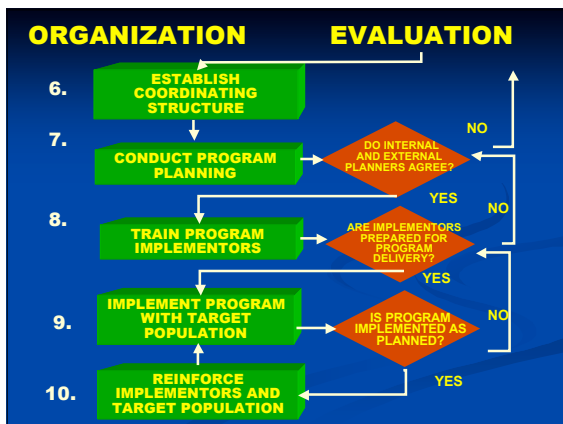 ORGANIZATION
EVALUATION
6.
ESTABLISH
COORDINATING
STRUCTURE
7.
CONDUCT PROGRAM
PLANNING
DO INTERNAL
AND EXTERNAL
PLANNERS AGREE?
NO
YES
8.
TRAIN PROGRAM
IMPLEMENTORS
ARE IMPLEMENTORS
PREPARED FOR
PROGRAM
DELIVERY?
NO
YES
9.
IMPLEMENT PROGRAM
WITH TARGET
POPULATION
IS PROGRAM
IMPLEMENTED AS
PLANNED?
NO
YES
10.
REINFORCE
IMPLEMENTORS AND
TARGET POPULATION